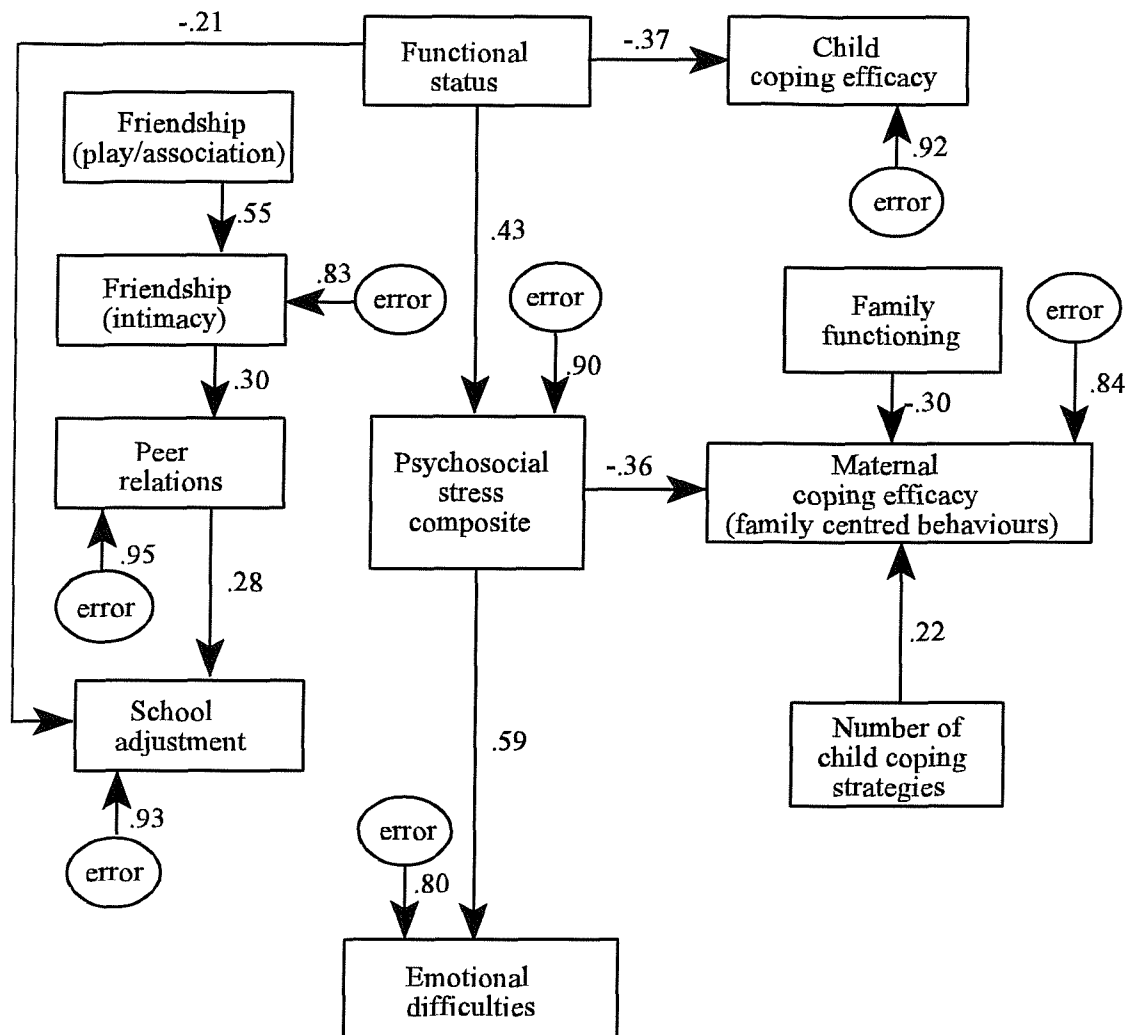 -.21
Functional
status
-.37
Child
coping efficacy
.92
error
Friendship
(play/association)
.55
Friendship
(intimacy)
.83
error
.30
Peer
relations
.95
error
.28
School
adjustment
.93
error
.43
error
.90
Psychosocial
stress
composite
-.36
Family
functioning
-.30
error
.84
Maternal
coping efficacy
(family centred behaviours)
.22
Number of
child coping
strategies
.59
error
.80
Emotional
difficulties